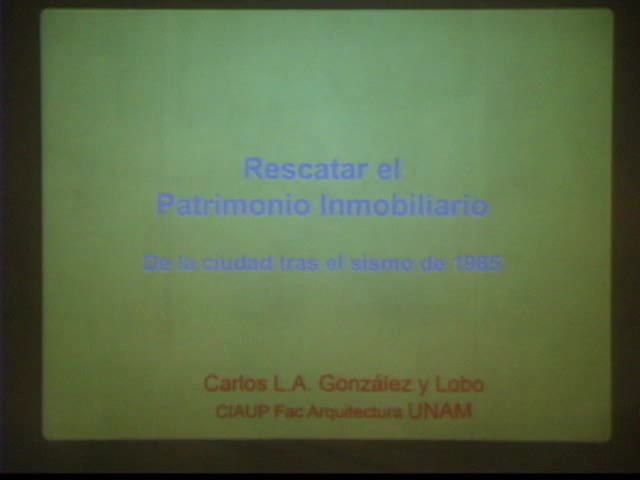 Rescatar el
Patrimonio Inmobiliario
De la ciudad tras el sismo de 1985
Carlos L.A. González y Lobo
CIAUP Fac Arquitectura UNAM